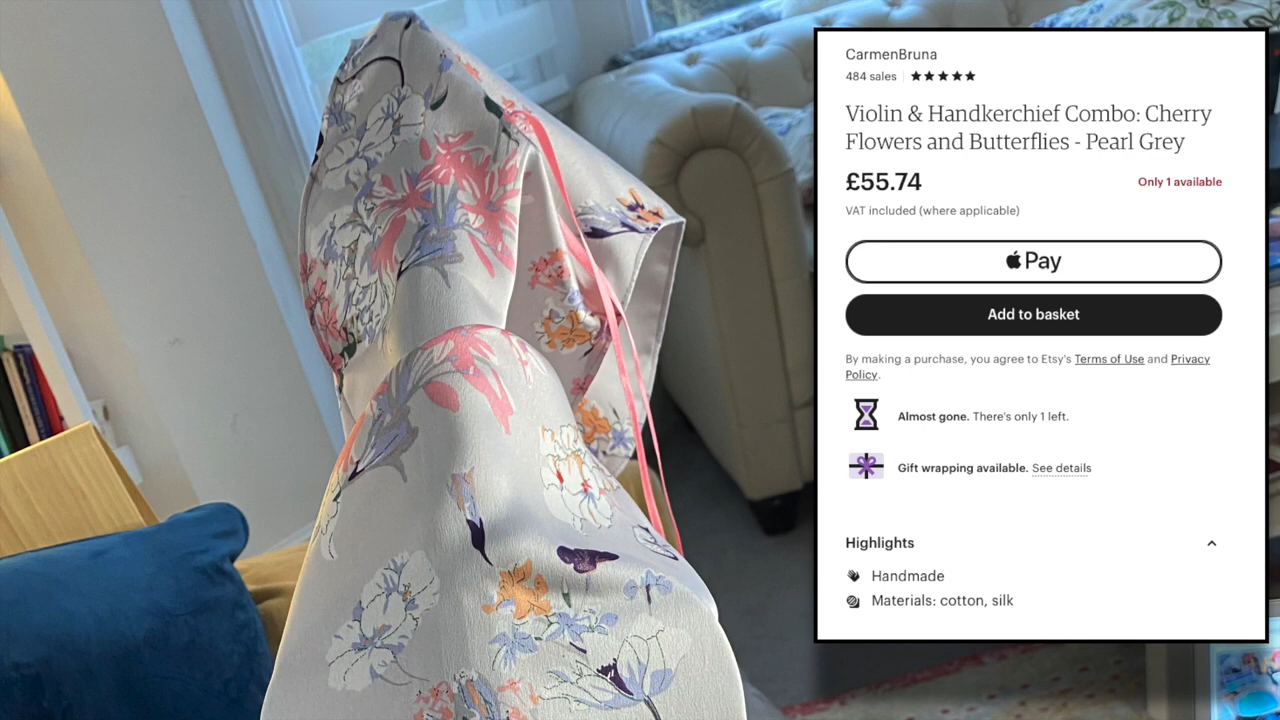 CarmenBruna
484 sales ★★★★★
Violin & Handkerchief Combo: Cherry
Flowers and Butterflies - Pearl Grey
£55.74
Only 1 available
VAT included (where applicable)
Pay
Add to basket
By making a purchase, you agree to Etsy's Terms of Use and Privacy
Policy.
Almost gone. There's only 1 left.
Gift wrapping available. See details
Highlights
Handmade
Materials: cotton, silk